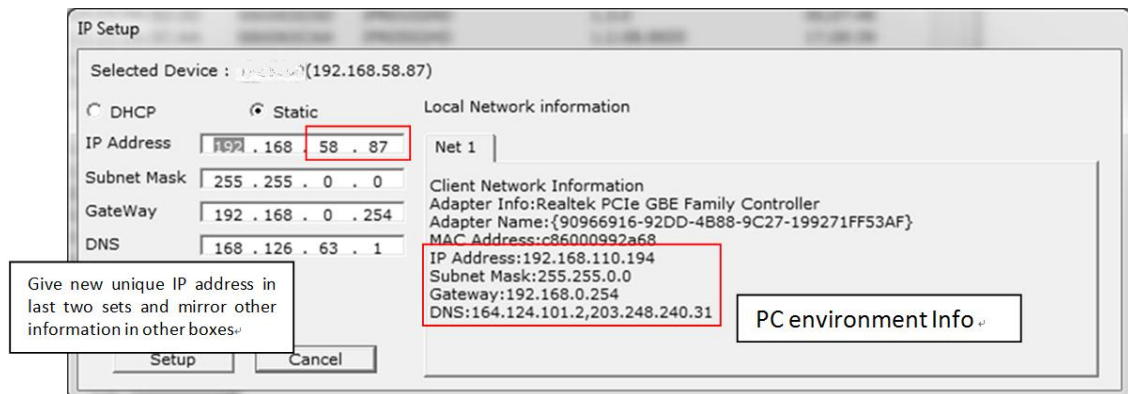 IP Setup
Selected Device : (192.168.58.87)
DHCP Static
IP Address 192 . 168 . 58 . 87
Subnet Mask 255 . 255 . 0 . 0
GateWay 192 . 168 . 0 . 254
DNS 168 . 126 . 63 . 1
Give new unique IP address in
last two sets and mirror other
information in other boxes
Setup Cancel
Local Network information
Net 1
Client Network Information
Adapter Info:Realtek PCIe GBE Family Controller
Adapter Name:{90966916-92DD-4B88-9C27-199271FF53AF}
MAC Address:c86000992a68
IP Address:192.168.110.194
Subnet Mask:255.255.0.0
Gateway:192.168.0.254
DNS:164.124.101.2,203.248.240.31
PC environment Info